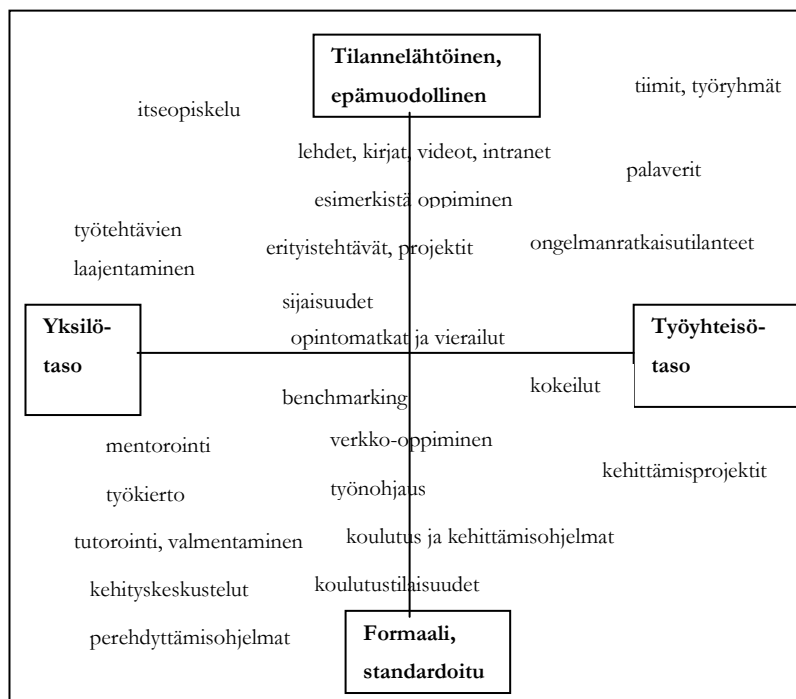 Tilannelähtöinen,
epämuodollinen
tiimit, työryhmät
itseopiskelu
lehdet, kirjat, videot, intranet
palaverit
esimerkistä oppiminen
työtehtävien
laajentaminen
erityistehtävät, projektit
ongelmanratkaisutilanteet
sijaisuudet
Yksilö-
taso
opintomatkat ja vierailut
Työyhteisö-
taso
kokeilut
benchmarking
mentorointi
verkko-oppiminen
kehittämisprojektit
työkierto
työnohjaus
tutorointi, valmentaminen
koulutus ja kehittämisohjelmat
kehityskeskustelut
koulutustilaisuudet
perehdyttämisohjelmat
Formaali,
standardoitu